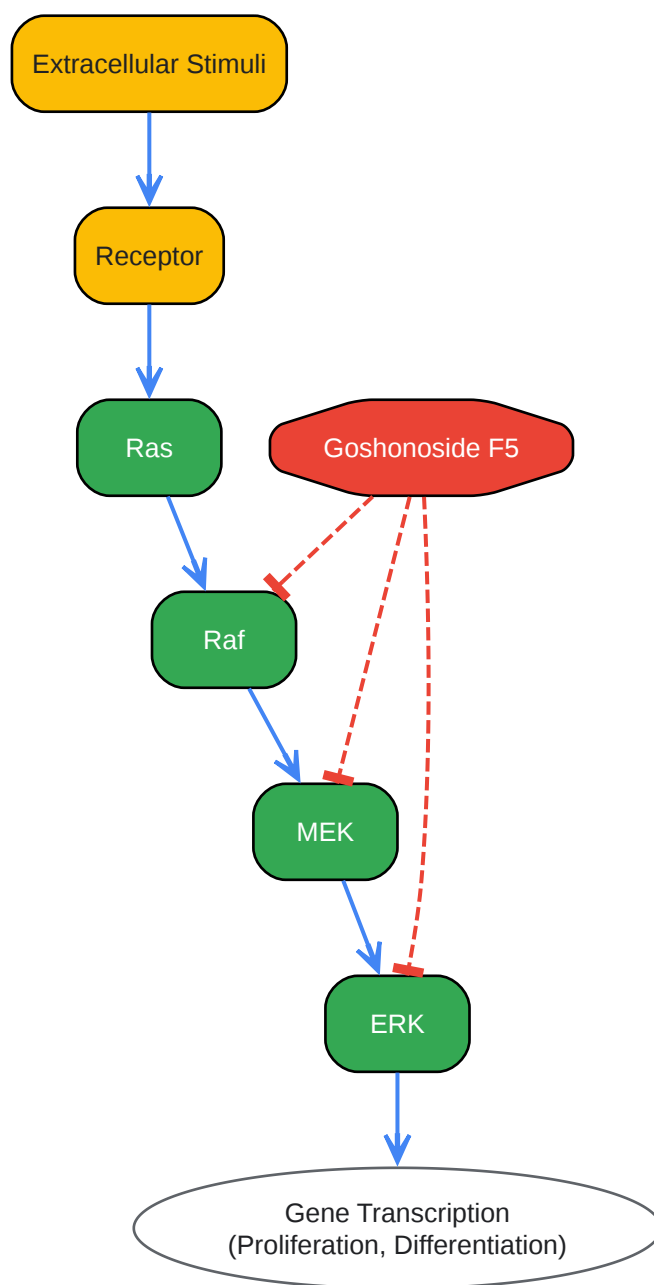 Extracellular Stimuli
Receptor
Ras
Goshonoside F5
Raf
MEK
ERK
Gene Transcription
(Proliferation, Differentiation)